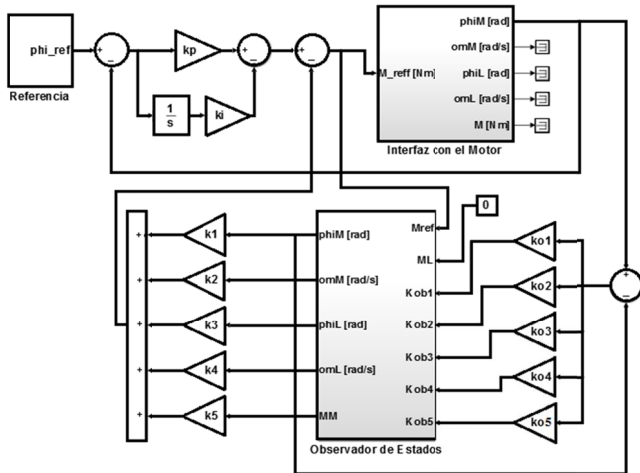 phi_ref
Referencia
kp
1
s
ki
M_reff [Nm]
phiM [rad]
omM [rad/s]
phiL [rad]
omL [rad/s]
M [Nm]
Interfaz con el Motor
k1
k2
k3
k4
k5
phiM [rad]
omM [rad/s]
phiL [rad]
omL [rad/s]
MM
Mref
ML
Kob1
Kob2
Kob3
Kob4
Kob5
Observador de Estados
0
ko1
ko2
ko3
ko4
ko5